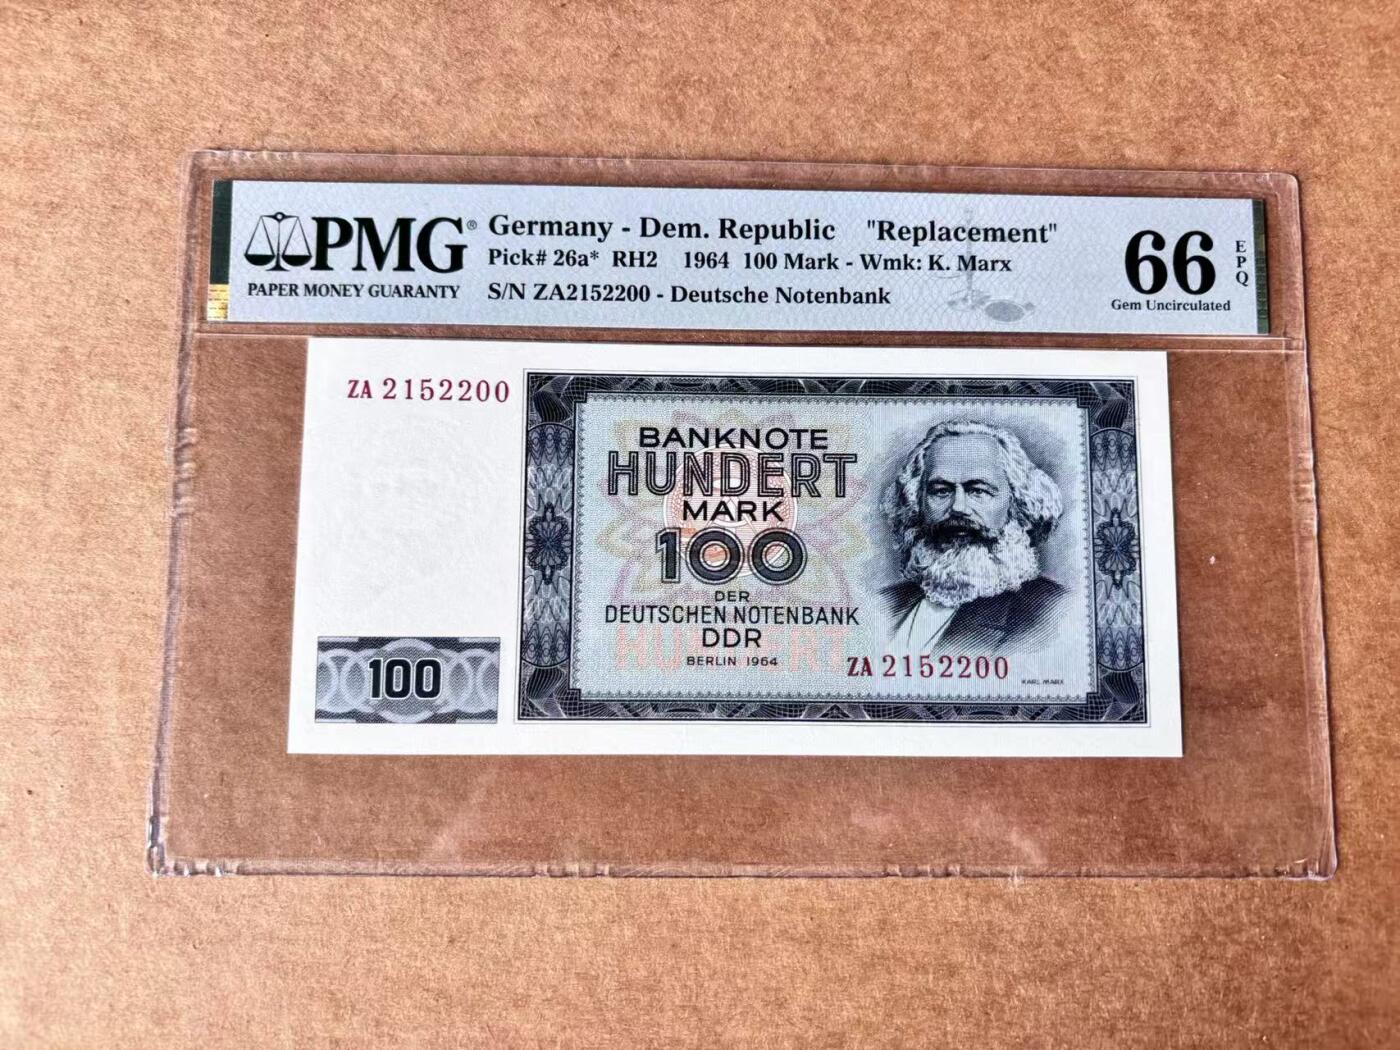 PMG®
PAPER MONEY GUARANTY
Germany - Dem. Republic "Replacement"
Pick# 26a* RH2 1964 100 Mark - Wmk: K. Marx
S/N ZA2152200 - Deutsche Notenbank
66
EPQ
Gem Uncirculated
ZA 2152200
BANKNOTE
HUNDERT
MARK
100
DER
DEUTSCHEN NOTENBANK
DDR
HUNDERT
BERLIN 1964
ZA 2152200
KARL MARX
100